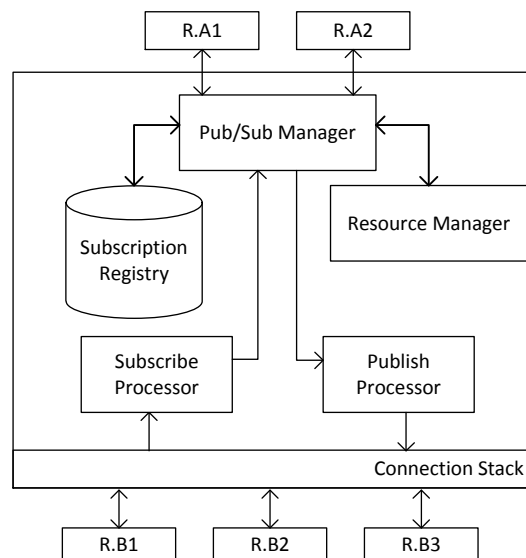 R.A1
R.A2
Pub/Sub Manager
Subscription
Registry
Resource Manager
Subscribe
Processor
Publish
Processor
Connection Stack
R.B1
R.B2
R.B3